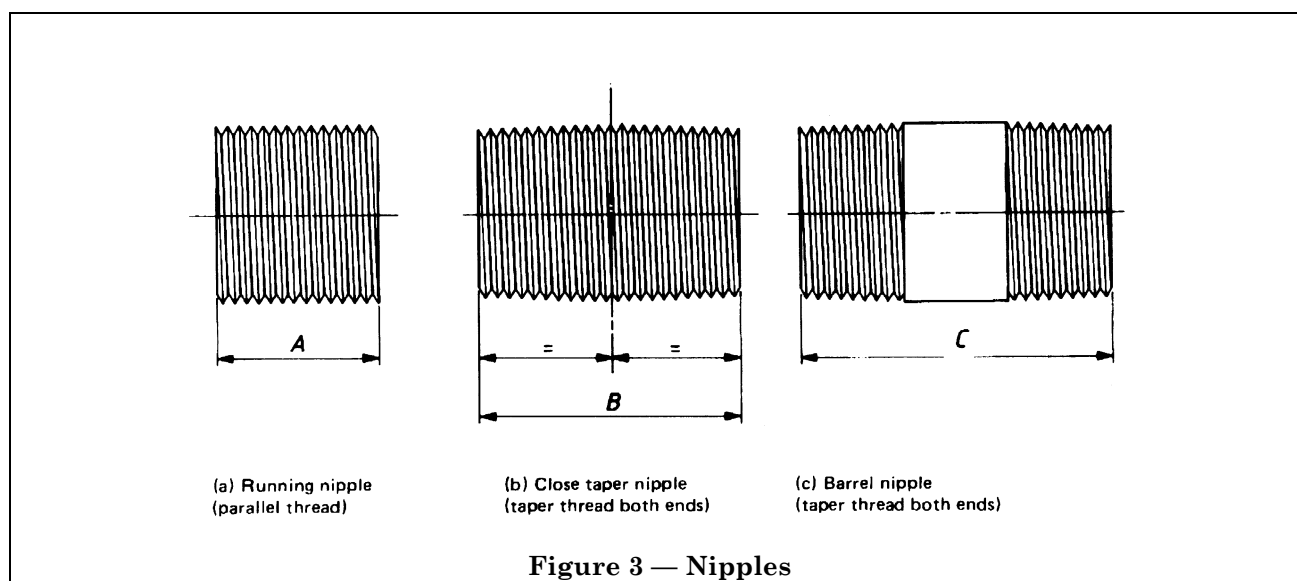 A
=
=
B
C
(a) Running nipple
(parallel thread)
(b) Close taper nipple
(taper thread both ends)
(c) Barrel nipple
(taper thread both ends)
Figure 3 — Nipples